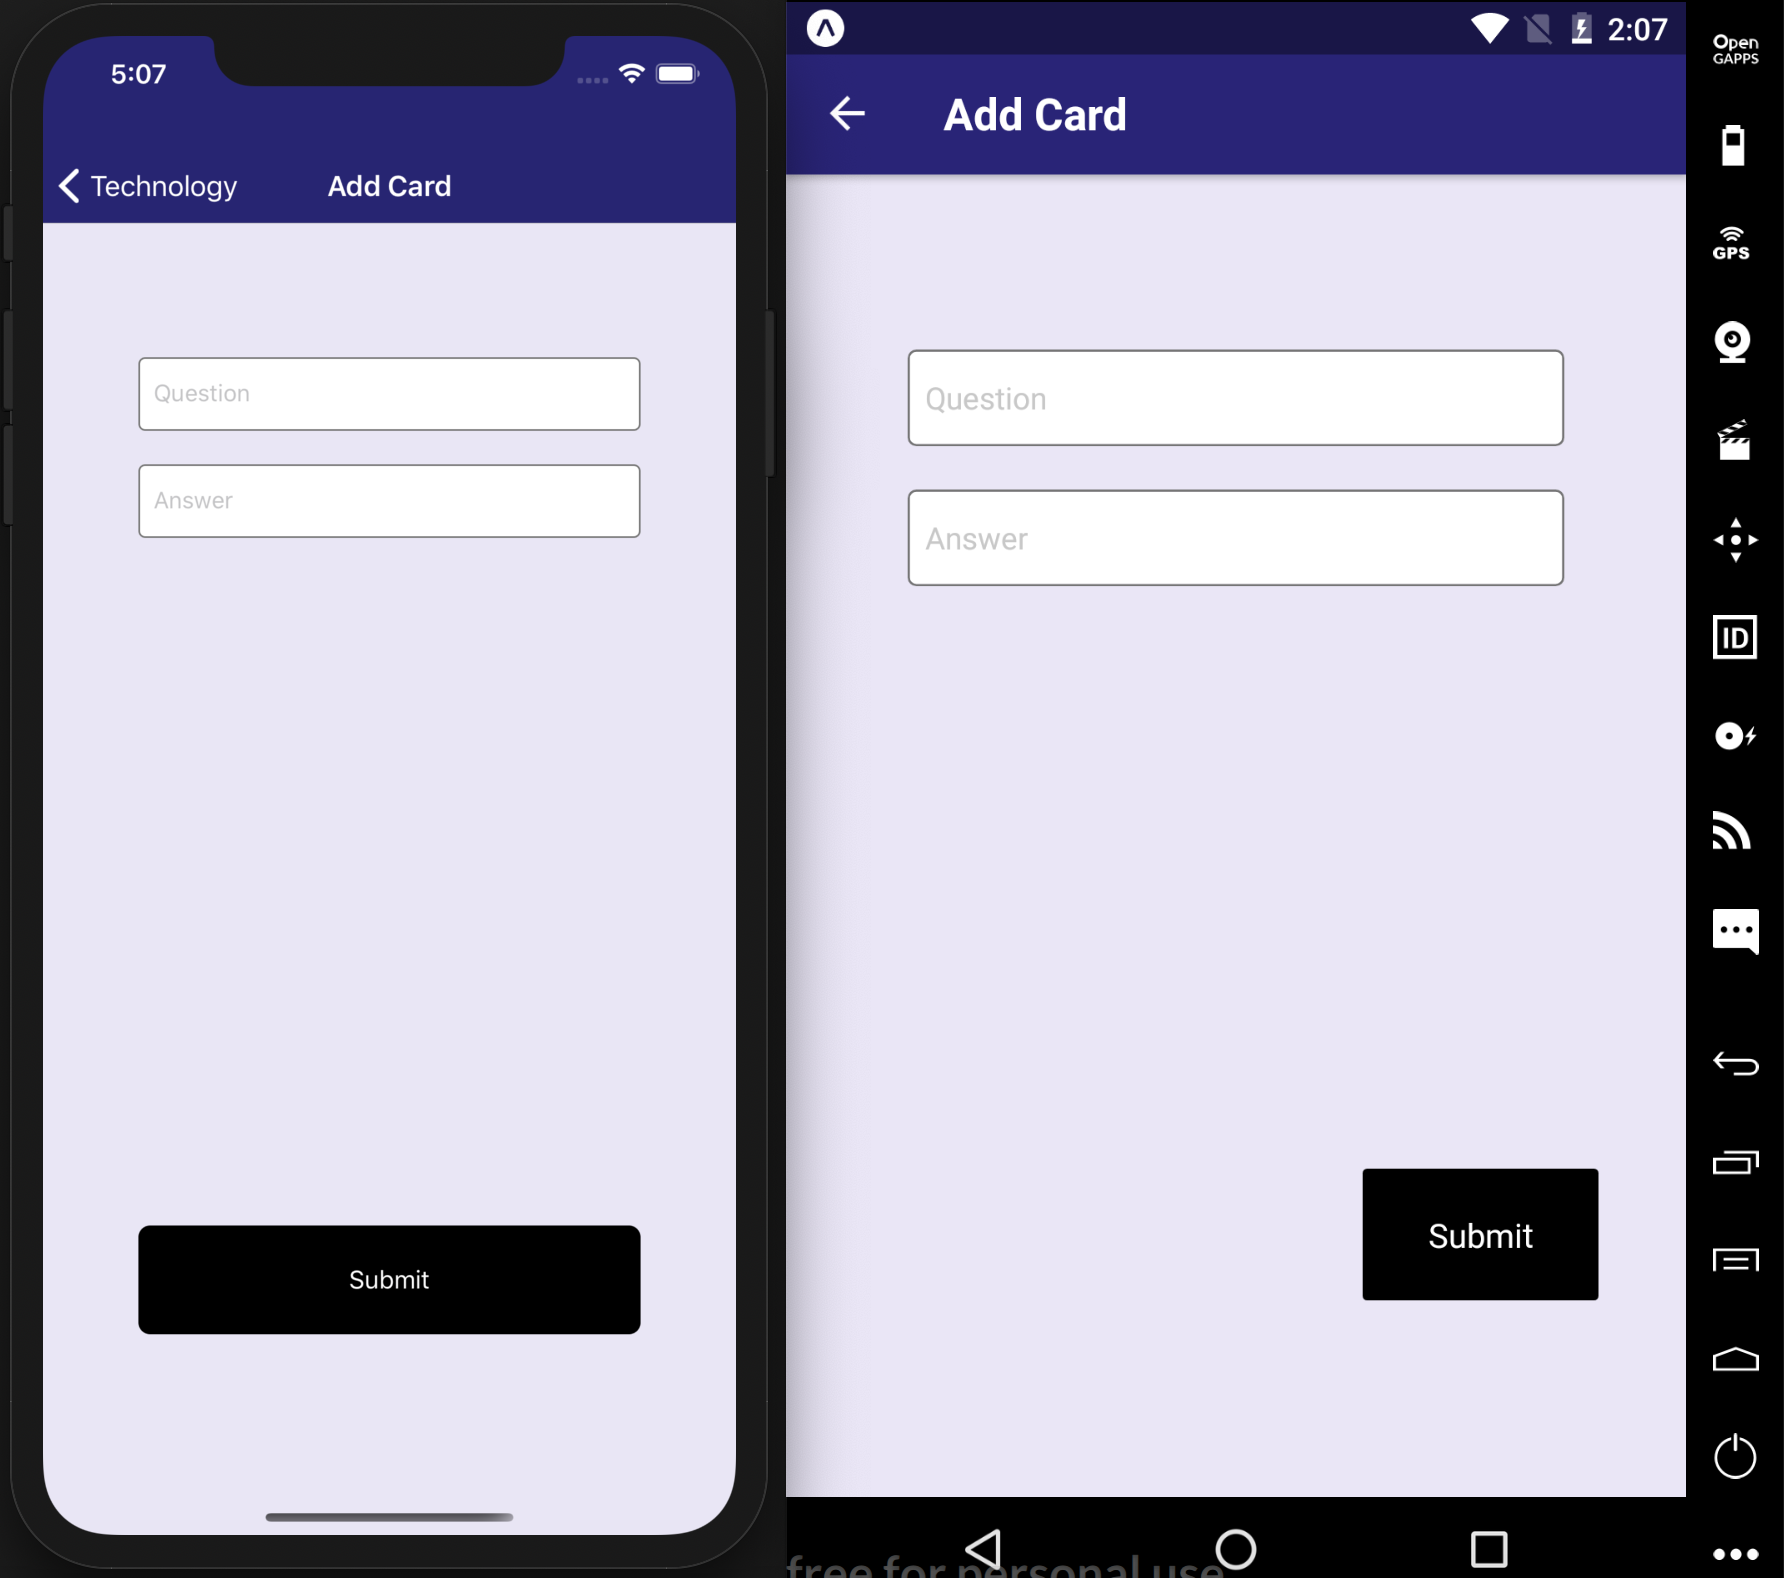 5:07
Technology
Add Card
Question
Answer
Submit
2:07
Add Card
Question
Answer
Submit
free for personal use
Open
GAPPS
GPS
ID